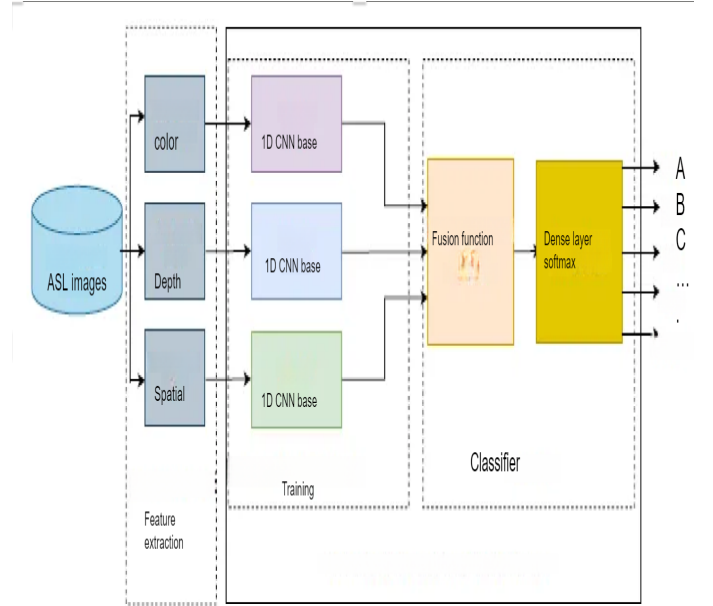 color
1D CNN base
A
B
C
...
.
ASL images
Depth
1D CNN base
Fusion function
Dense layer
softmax
Spatial
1D CNN base
Classifier
Training
Feature
extraction